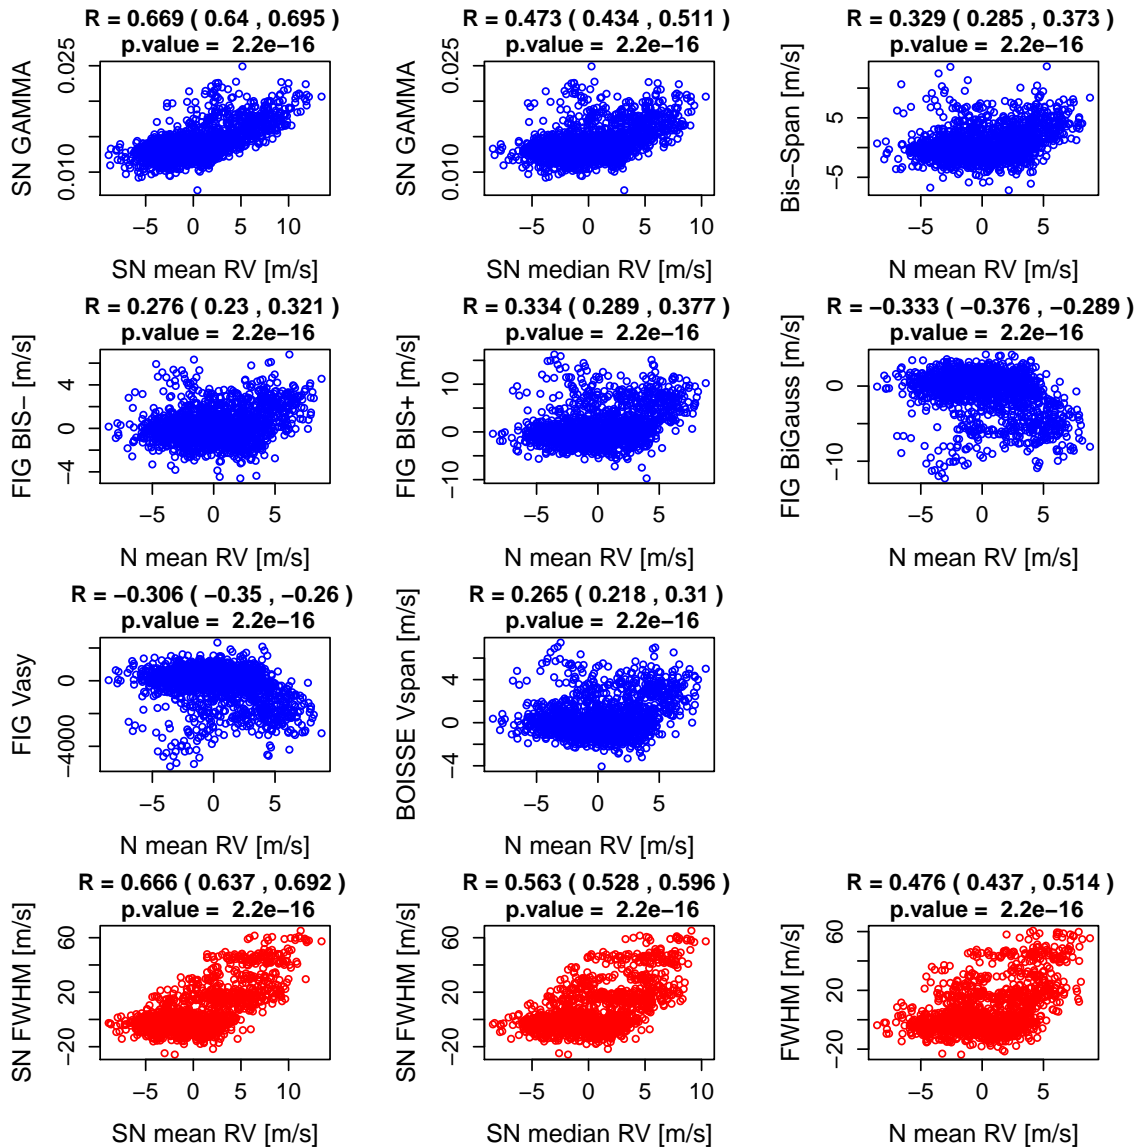 R = 0.669 ( 0.64 , 0.695 )
p.value = 2.2e−16
SN GAMMA
0.010 0.025
−5 0 5 10
SN mean RV [m/s]
R = 0.473 ( 0.434 , 0.511 )
p.value = 2.2e−16
SN GAMMA
0.010 0.025
−5 0 5 10
SN median RV [m/s]
R = 0.329 ( 0.285 , 0.373 )
p.value = 2.2e−16
Bis−Span [m/s]
−5 5
−5 0 5
N mean RV [m/s]
R = 0.276 ( 0.23 , 0.321 )
p.value = 2.2e−16
FIG BIS− [m/s]
−4 0 4
−5 0 5
N mean RV [m/s]
R = 0.334 ( 0.289 , 0.377 )
p.value = 2.2e−16
FIG BIS+ [m/s]
−10 0 10
−5 0 5
N mean RV [m/s]
R = −0.333 ( −0.376 , −0.289 )
p.value = 2.2e−16
FIG BiGauss [m/s]
−10 0
−5 0 5
N mean RV [m/s]
R = −0.306 ( −0.35 , −0.26 )
p.value = 2.2e−16
FIG Vasy
−4000 0
−5 0 5
N mean RV [m/s]
R = 0.265 ( 0.218 , 0.31 )
p.value = 2.2e−16
BOISSE Vspan [m/s]
−4 0 4
−5 0 5
N mean RV [m/s]
R = 0.666 ( 0.637 , 0.692 )
p.value = 2.2e−16
SN FWHM [m/s]
−20 20 60
−5 0 5 10
SN mean RV [m/s]
R = 0.563 ( 0.528 , 0.596 )
p.value = 2.2e−16
SN FWHM [m/s]
−20 20 60
−5 0 5 10
SN median RV [m/s]
R = 0.476 ( 0.437 , 0.514 )
p.value = 2.2e−16
FWHM [m/s]
−20 20 60
−5 0 5
N mean RV [m/s]